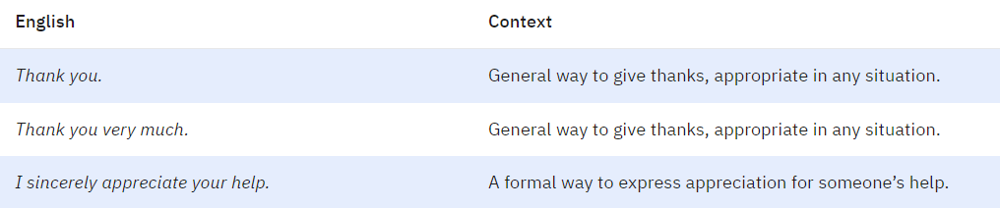 English Context
Thank you. General way to give thanks, appropriate in any situation.
Thank you very much. General way to give thanks, appropriate in any situation.
I sincerely appreciate your help. A formal way to express appreciation for someone’s help.